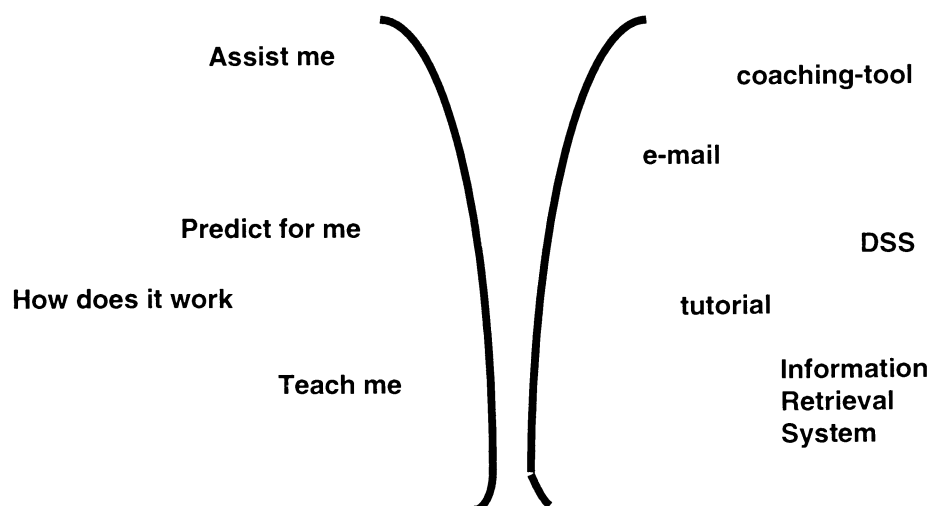 Assist me
coaching-tool
e-mail
Predict for me
DSS
How does it work
tutorial
Teach me
Information
Retrieval
System